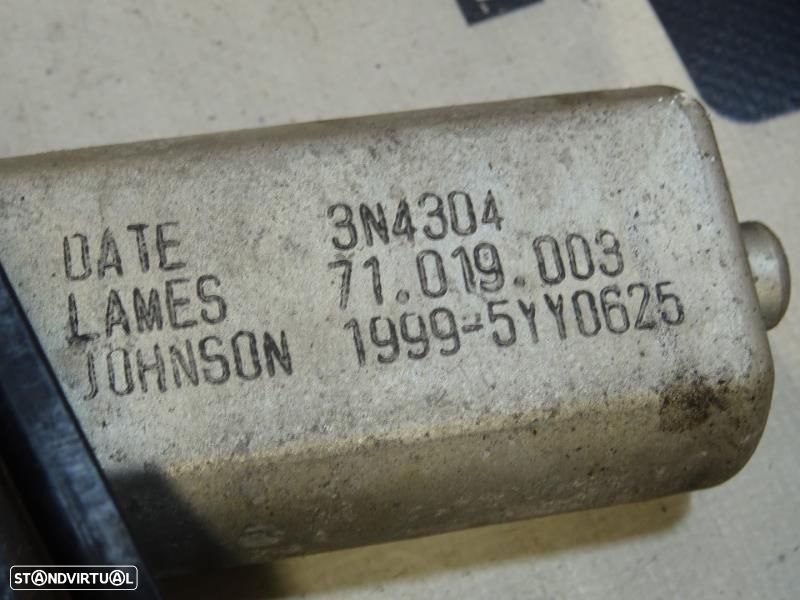 DATE 3N4304
LAMES 71.019.003
JOHNSON 1999-5YY0625
STANDVIRTUAL